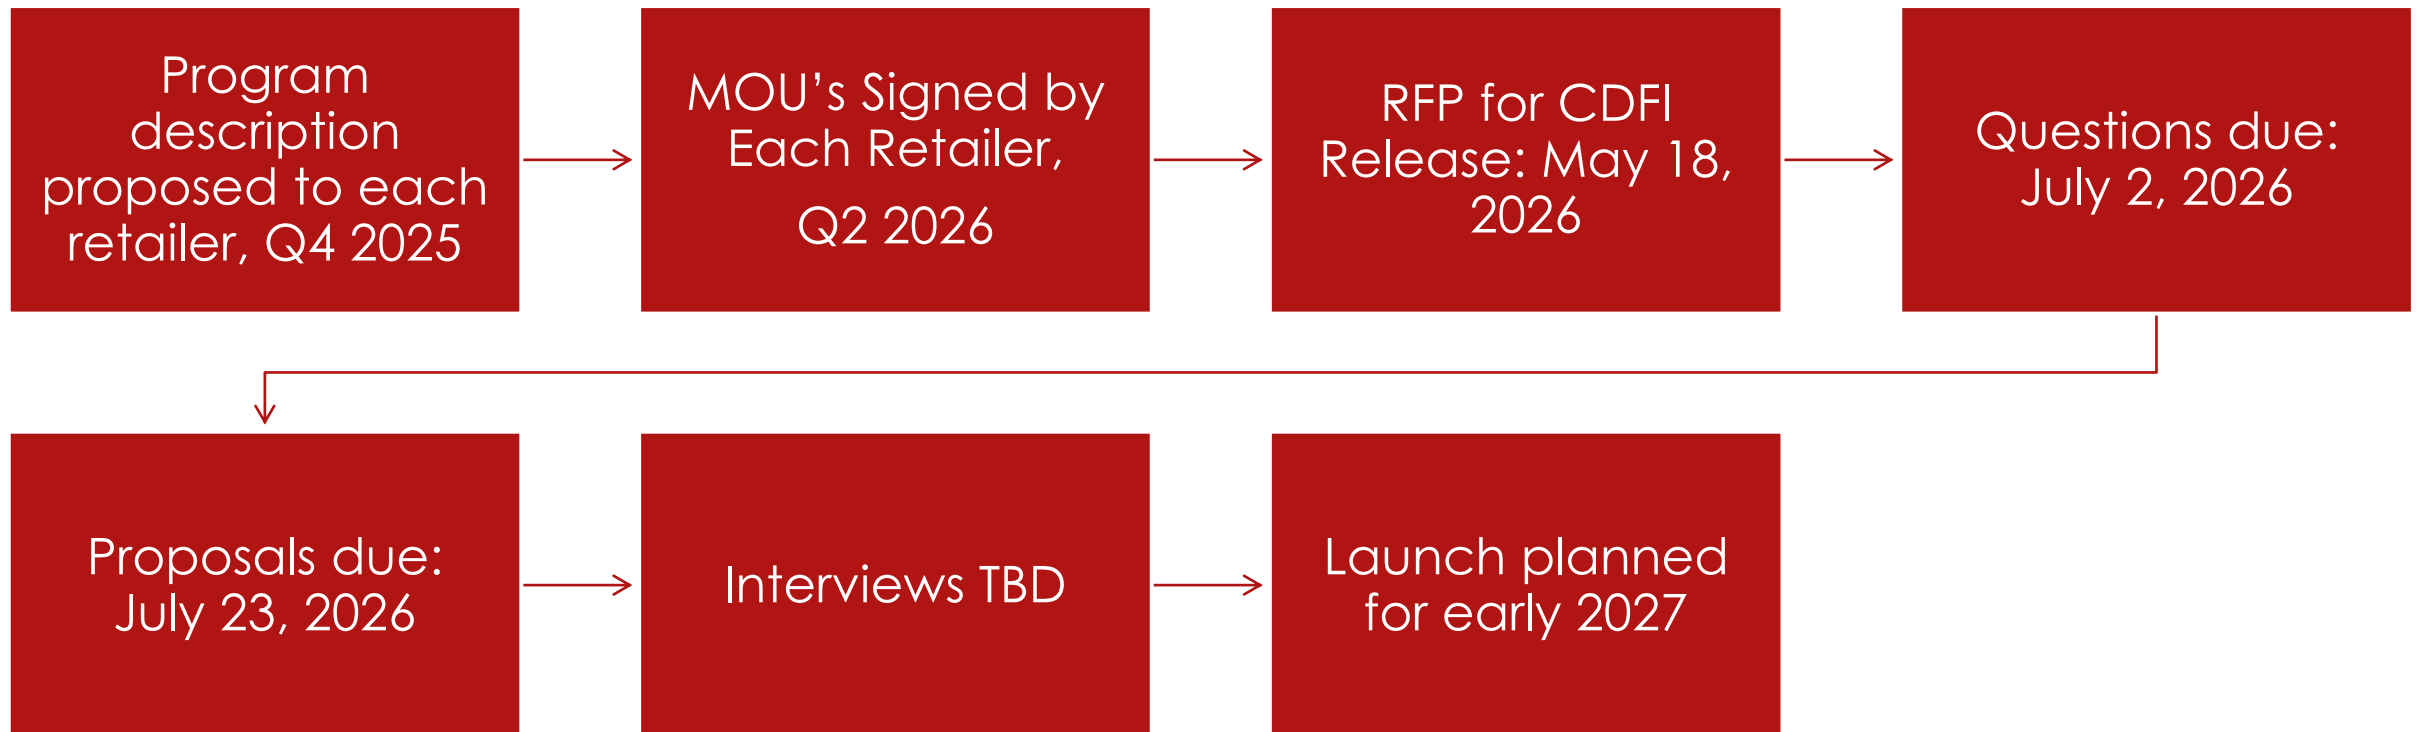 Program
description
proposed to each
retailer, Q4 2025
MOU’s Signed by
Each Retailer,
Q2 2026
RFP for CDFI
Release: May 18,
2026
Questions due:
July 2, 2026
Proposals due:
July 23, 2026
Interviews TBD
Launch planned
for early 2027